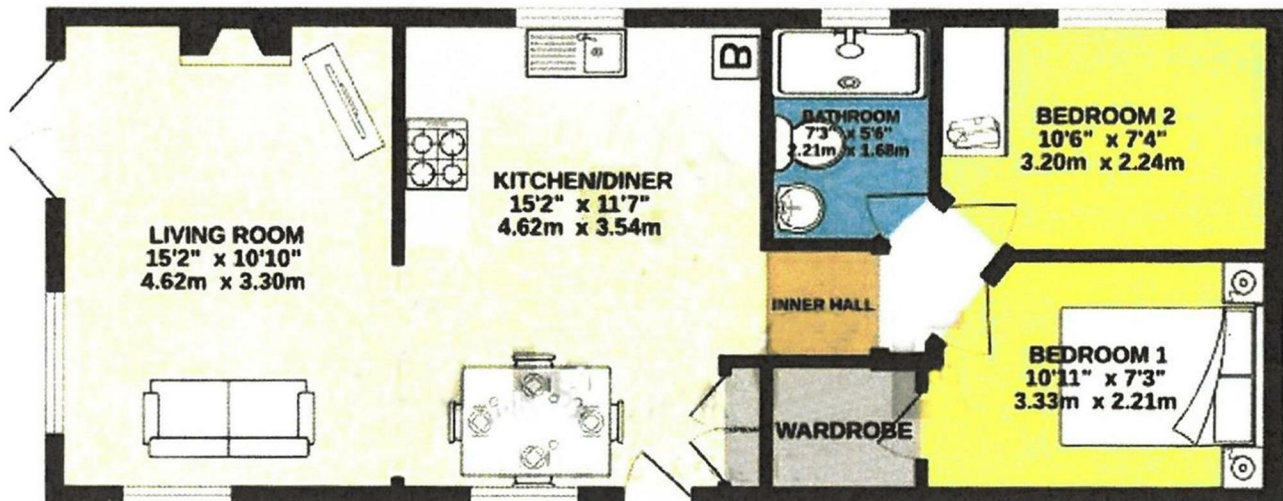 LIVING ROOM
15'2" x 10'10"
4.62m x 3.30m
KITCHEN/DINER
15'2" x 11'7"
4.62m x 3.54m
B
BATHROOM
7'3" x 5'6"
2.21m x 1.68m
BEDROOM 2
10'6" x 7'4"
3.20m x 2.24m
INNER HALL
BEDROOM 1
10'11" x 7'3"
3.33m x 2.21m
WARDROBE